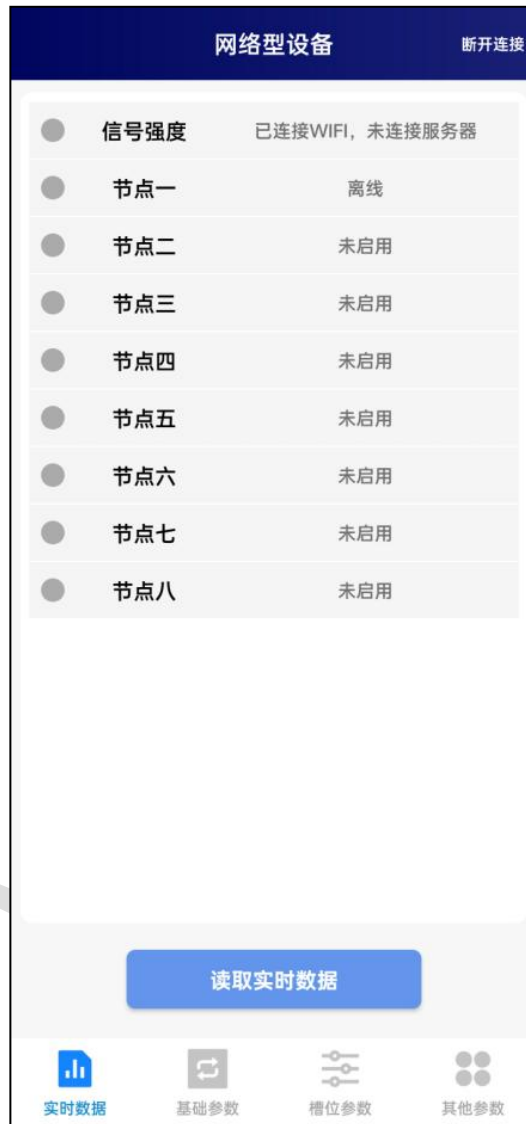 网络型设备 断开连接
信号强度 已连接WIFI，未连接服务器
节点一 离线
节点二 未启用
节点三 未启用
节点四 未启用
节点五 未启用
节点六 未启用
节点七 未启用
节点八 未启用
读取实时数据
实时数据 基础参数 槽位参数 其他参数